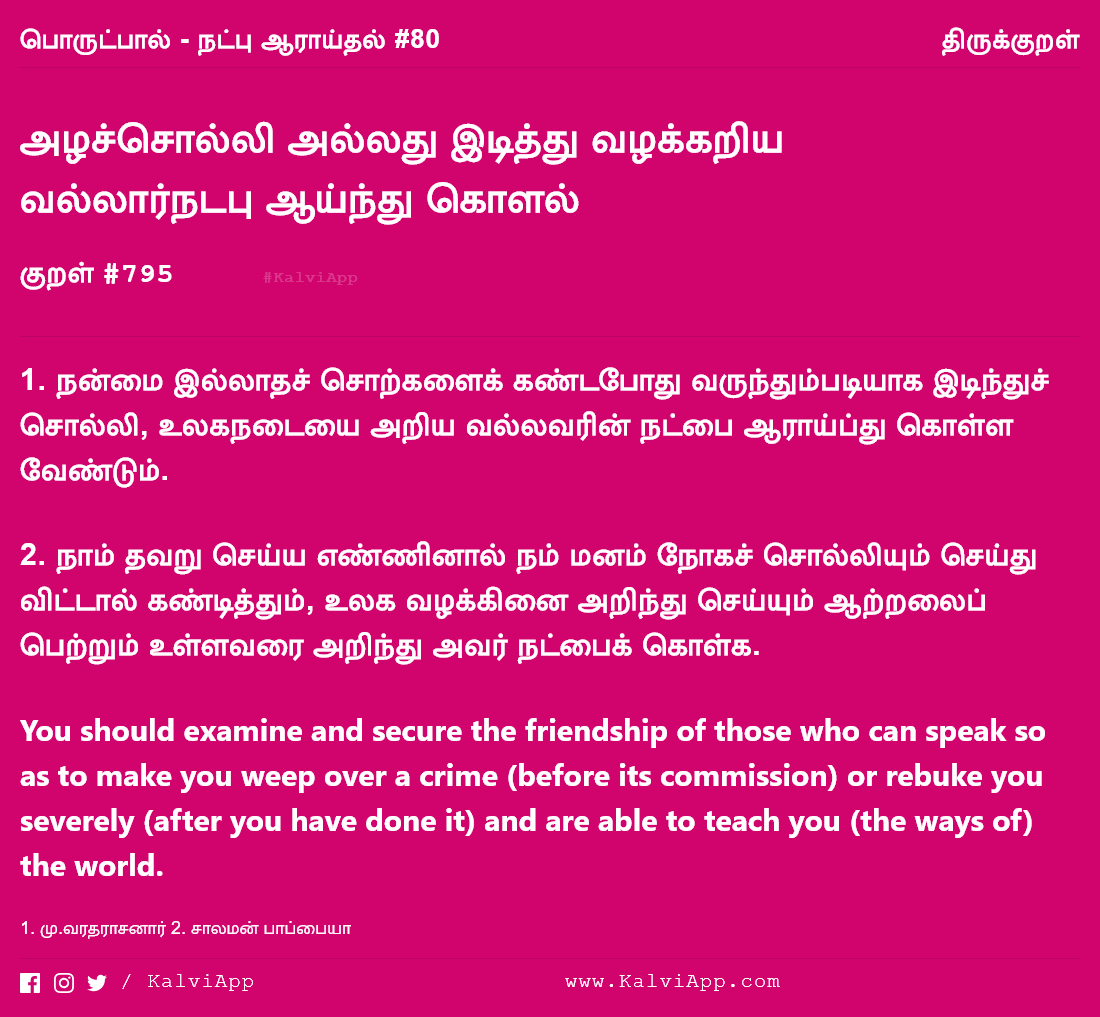 பொருட்பால் - நட்பு ஆராய்தல் #80 திருக்குறள்
அழச்சொல்லி அல்லது இடித்து வழக்கறிய
வல்லார்நடபு ஆய்ந்து கொளல்
குறள் #795 #KalviApp
1. நன்மை இல்லாதச் சொற்களைக் கண்டபோது வருந்தும்படியாக இடிந்துச்
சொல்லி, உலகநடையை அறிய வல்லவரின் நட்பை ஆராய்ப்து கொள்ள
வேண்டும்.
2. நாம் தவறு செய்ய எண்ணினால் நம் மனம் நோகச் சொல்லியும் செய்து
விட்டால் கண்டித்தும், உலக வழக்கினை அறிந்து செய்யும் ஆற்றலைப்
பெற்றும் உள்ளவரை அறிந்து அவர் நட்பைக் கொள்க.
You should examine and secure the friendship of those who can speak so
as to make you weep over a crime (before its commission) or rebuke you
severely (after you have done it) and are able to teach you (the ways of)
the world.
1. மு.வரதராசனார் 2. சாலமன் பாப்பையா
/ KalviApp www.KalviApp.com